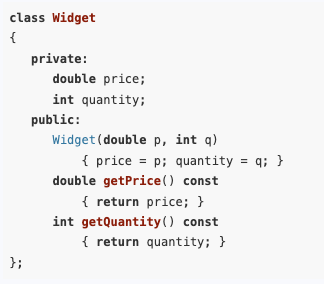 class Widget
{
   private:
      double price;
      int quantity;
   public:
      Widget(double p, int q)
          { price = p; quantity = q; }
      double getPrice() const
          { return price; }
      int getQuantity() const
          { return quantity; }
};